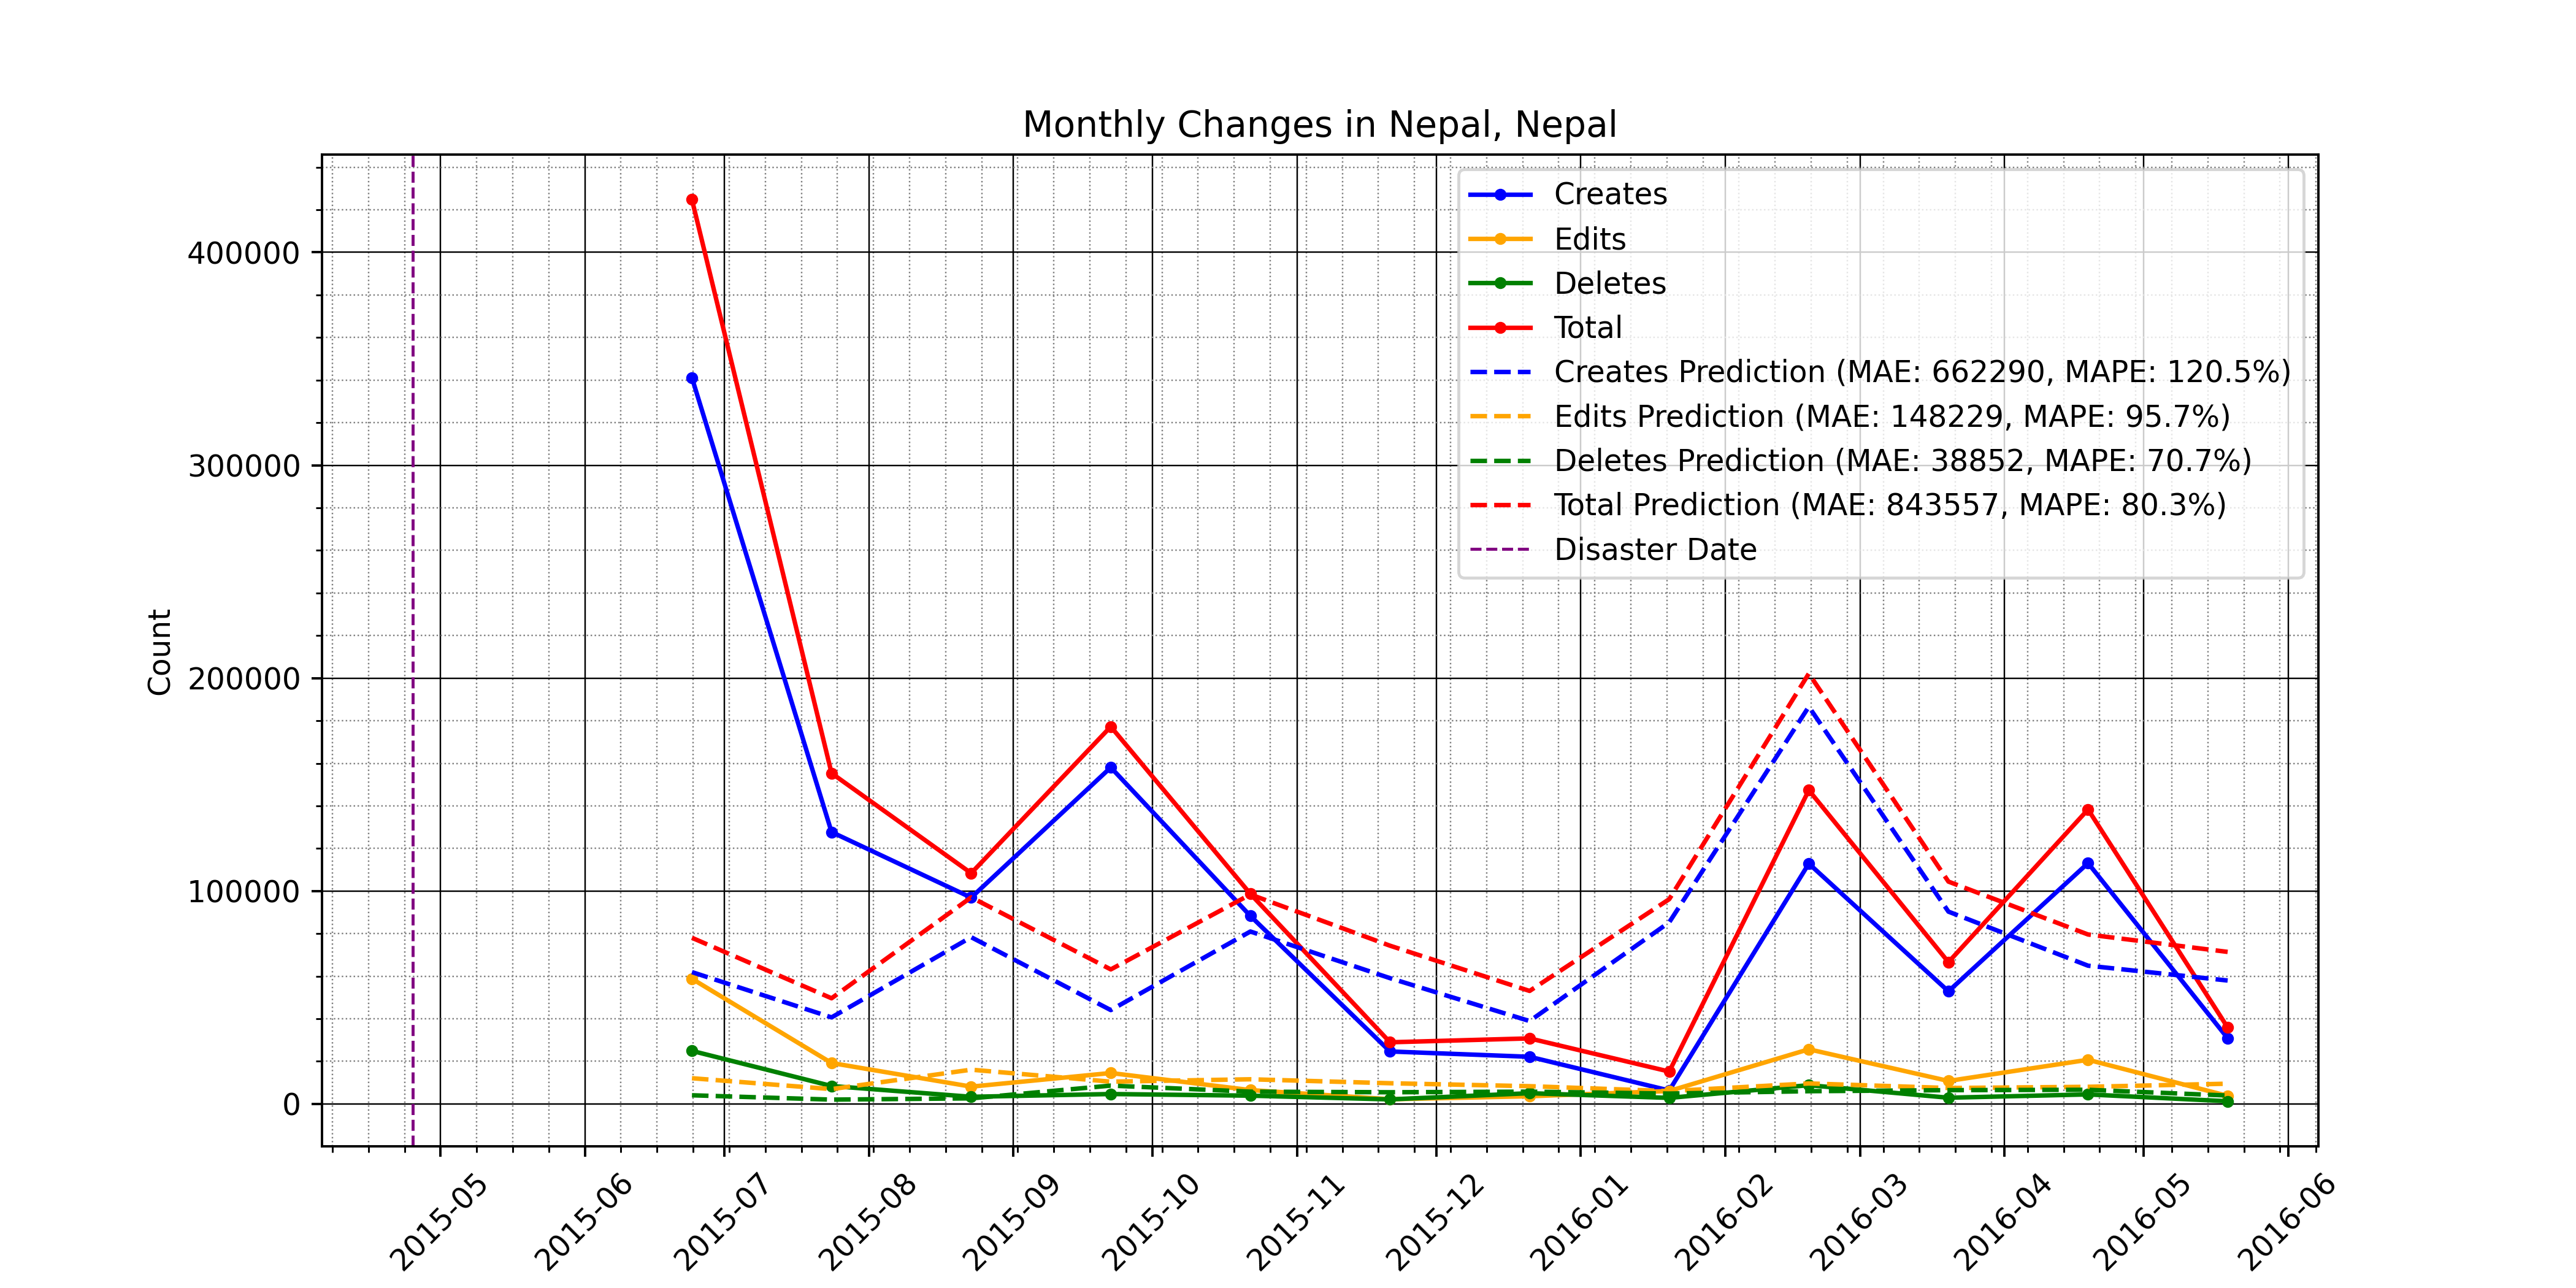 Monthly Changes in Nepal, Nepal
Creates
Edits
Deletes
Total
Creates Prediction (MAE: 662290, MAPE: 120.5%)
Edits Prediction (MAE: 148229, MAPE: 95.7%)
Deletes Prediction (MAE: 38852, MAPE: 70.7%)
Total Prediction (MAE: 843557, MAPE: 80.3%)
Disaster Date
Count
400000
300000
200000
100000
0
2015-05
2015-06
2015-07
2015-08
2015-09
2015-10
2015-11
2015-12
2016-01
2016-02
2016-03
2016-04
2016-05
2016-06